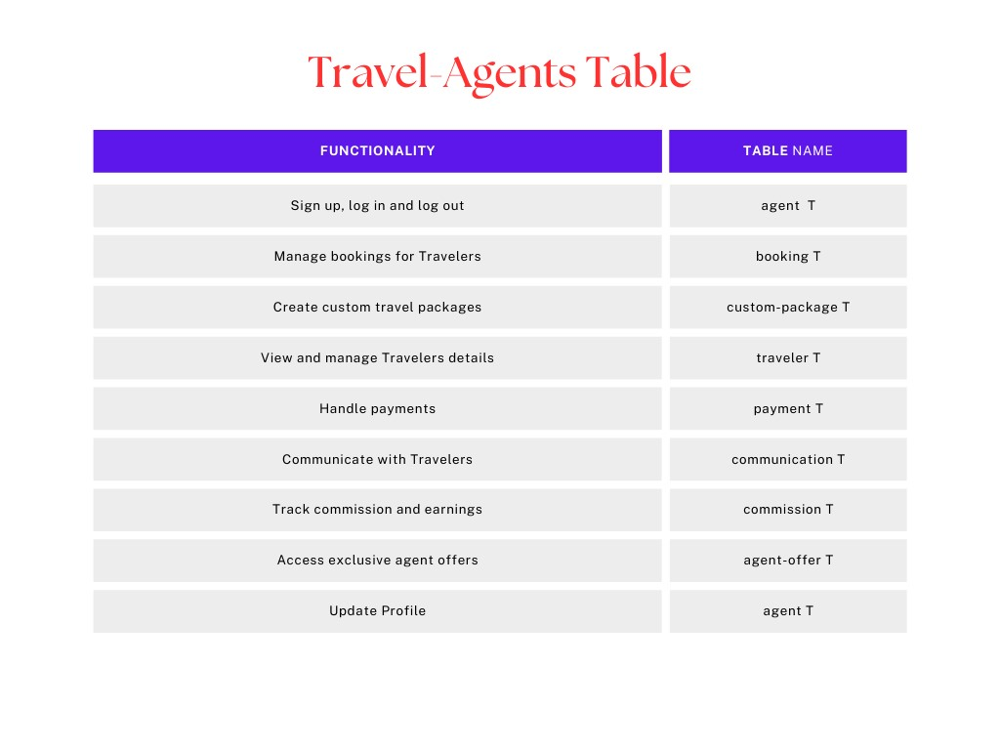 Travel-Agents Table
FUNCTIONALITY TABLE NAME
Sign up, log in and log out agent  T
Manage bookings for Travelers booking T
Create custom travel packages custom-package T
View and manage Travelers details traveler T
Handle payments payment T
Communicate with Travelers communication T
Track commission and earnings commission T
Access exclusive agent offers agent-offer T
Update Profile agent T